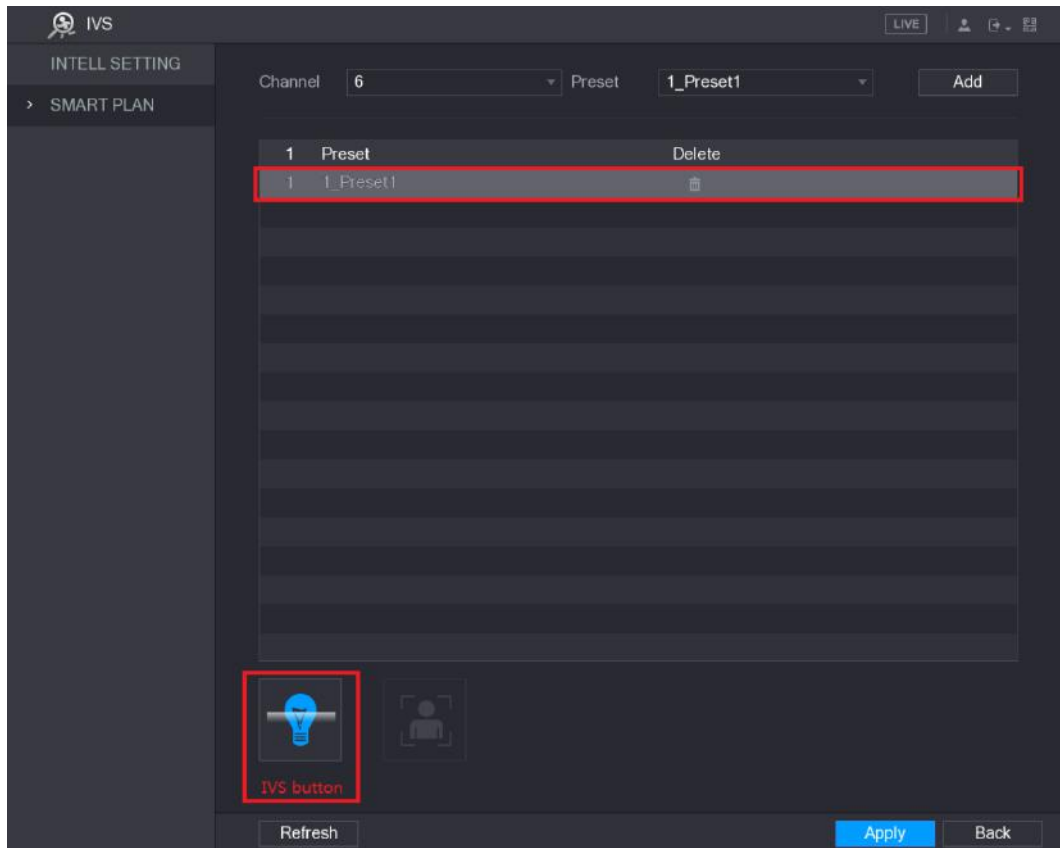 IVS
LIVE
INTELL SETTING
> SMART PLAN
Channel 6 Preset 1_Preset1 Add
1 Preset Delete
1 1_Preset1
IVS button
Refresh Apply Back